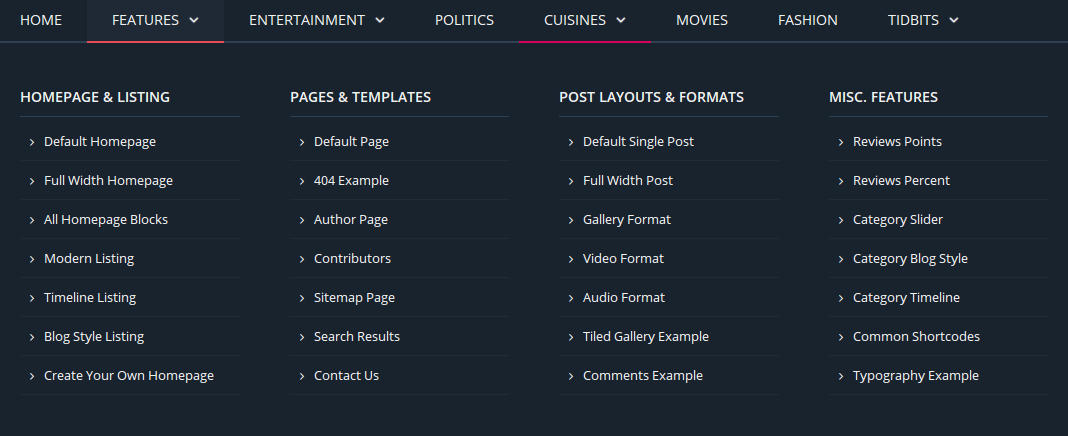 HOME FEATURES ENTERTAINMENT POLITICS CUISINES MOVIES FASHION TIDBITS
HOMEPAGE & LISTING
Default Homepage
Full Width Homepage
All Homepage Blocks
Modern Listing
Timeline Listing
Blog Style Listing
Create Your Own Homepage
PAGES & TEMPLATES
Default Page
404 Example
Author Page
Contributors
Sitemap Page
Search Results
Contact Us
POST LAYOUTS & FORMATS
Default Single Post
Full Width Post
Gallery Format
Video Format
Audio Format
Tiled Gallery Example
Comments Example
MISC. FEATURES
Reviews Points
Reviews Percent
Category Slider
Category Blog Style
Category Timeline
Common Shortcodes
Typography Example